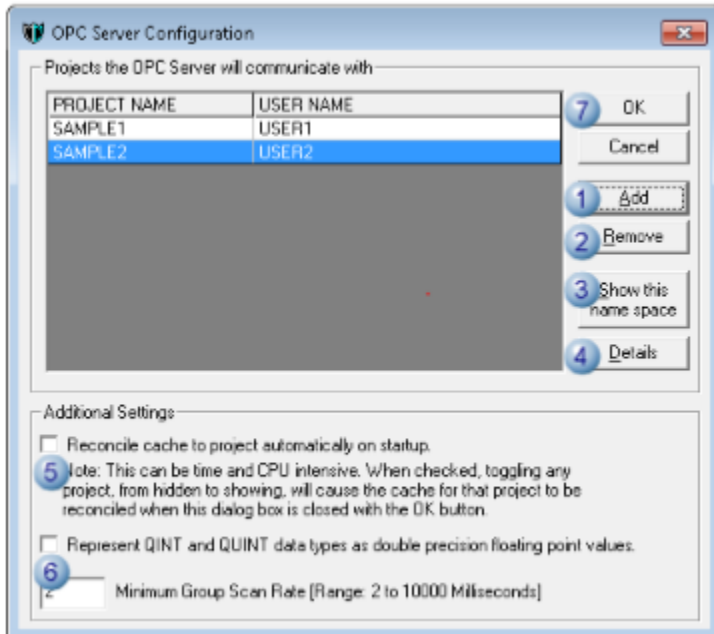 OPC Server Configuration
Projects the OPC Server will communicate with
PROJECT NAME USER NAME
SAMPLE1 USER1
SAMPLE2 USER2
7 OK
Cancel
1 Add
2 Remove
3 Show this
name space
4 Details
Additional Settings
Reconcile cache to project automatically on startup.
5 Note: This can be time and CPU intensive. When checked, toggling any
project, from hidden to showing, will cause the cache for that project to be
reconciled when this dialog box is closed with the OK button.
Represent QINT and QUINT data types as double precision floating point values.
6
2 Minimum Group Scan Rate [Range: 2 to 10000 Milliseconds]